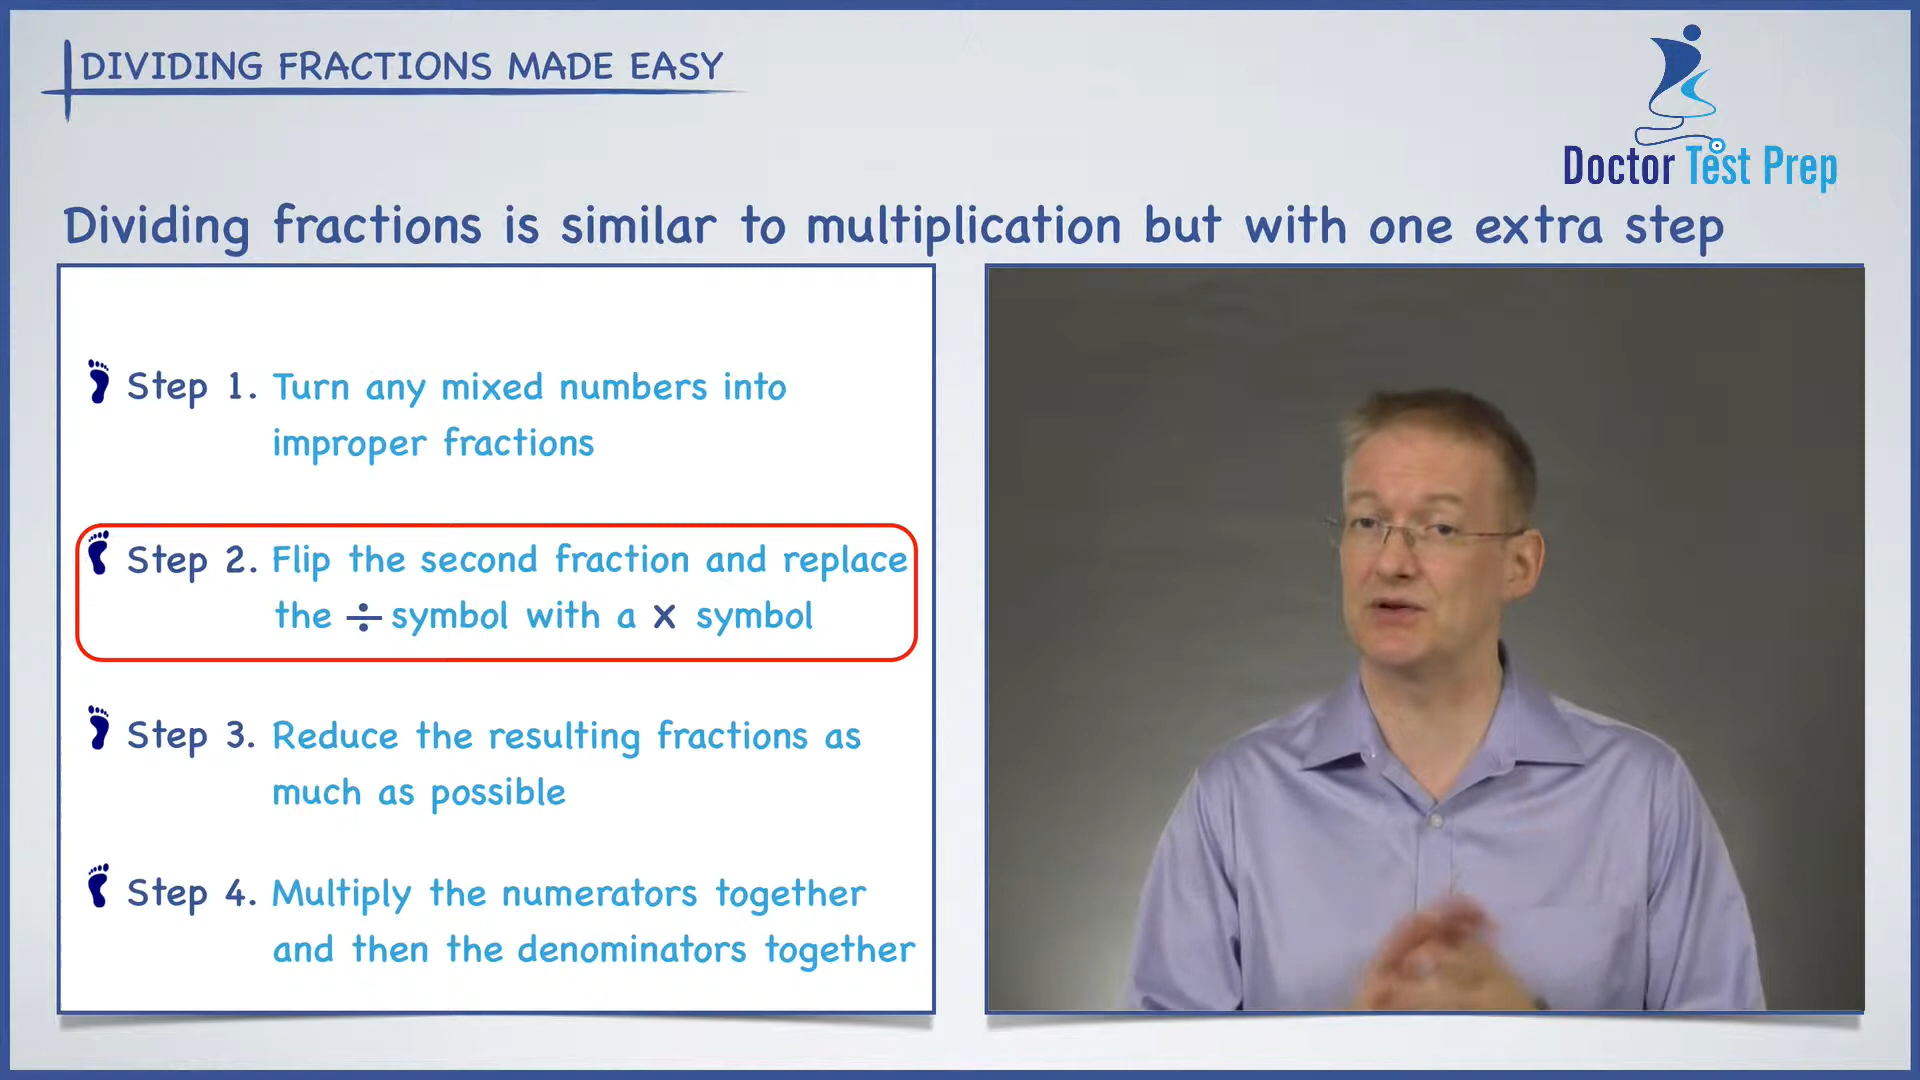 DIVIDING FRACTIONS MADE EASY
Doctor Test Prep
Dividing fractions is similar to multiplication but with one extra step
Step 1. Turn any mixed numbers into
improper fractions
Step 2. Flip the second fraction and replace
the ÷ symbol with a x symbol
Step 3. Reduce the resulting fractions as
much as possible
Step 4. Multiply the numerators together
and then the denominators together